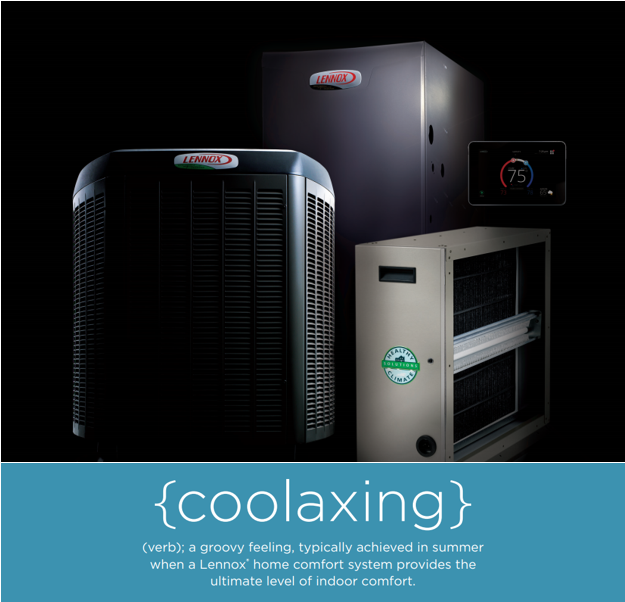 LENNOX
LENNOX
75
HEALTHY
SOLUTIONS
CLIMATE
{coolaxing}
(verb); a groovy feeling, typically achieved in summer
when a Lennox® home comfort system provides the
ultimate level of indoor comfort.